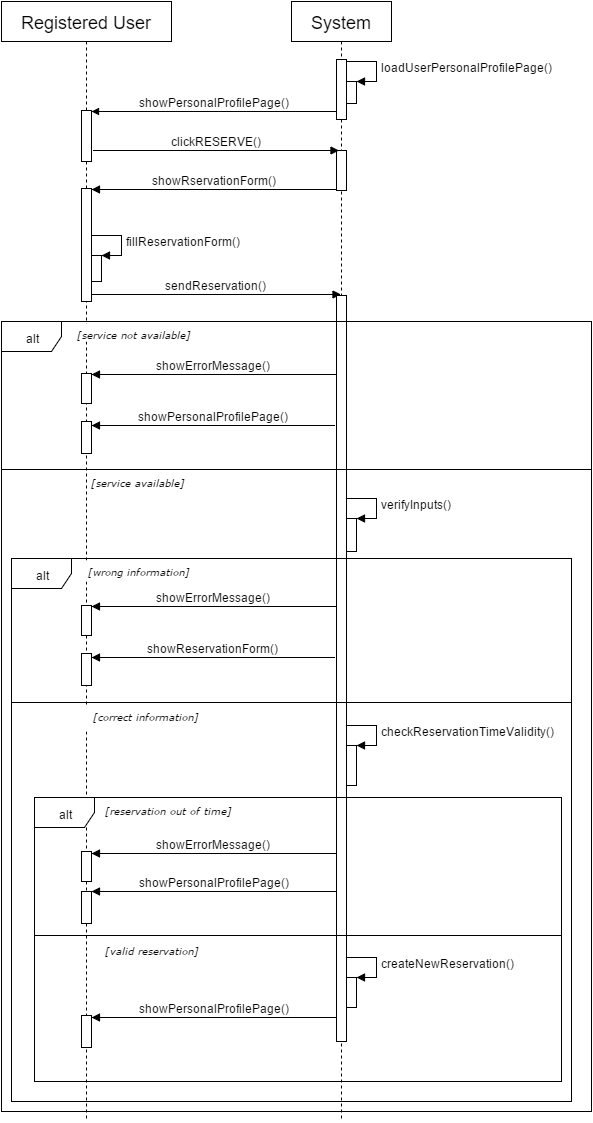 Registered User
System
loadUserPersonalProfilePage()
showPersonalProfilePage()
clickRESERVE()
showRservationForm()
fillReservationForm()
sendReservation()
alt
[service not available]
showErrorMessage()
showPersonalProfilePage()
[service available]
verifyInputs()
alt
[wrong information]
showErrorMessage()
showReservationForm()
[correct information]
checkReservationTimeValidity()
alt
[reservation out of time]
showErrorMessage()
showPersonalProfilePage()
[valid reservation]
createNewReservation()
showPersonalProfilePage()